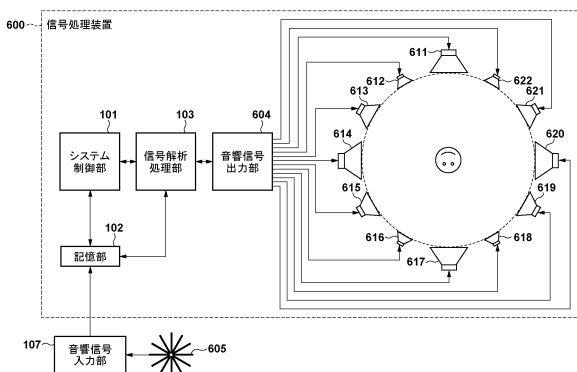 600
信号処理装置
101
システム
制御部
103
信号解析
処理部
604
音響信号
出力部
102
記憶部
107
音響信号
入力部
605
611
612
613
614
615
616
617
618
619
620
621
622